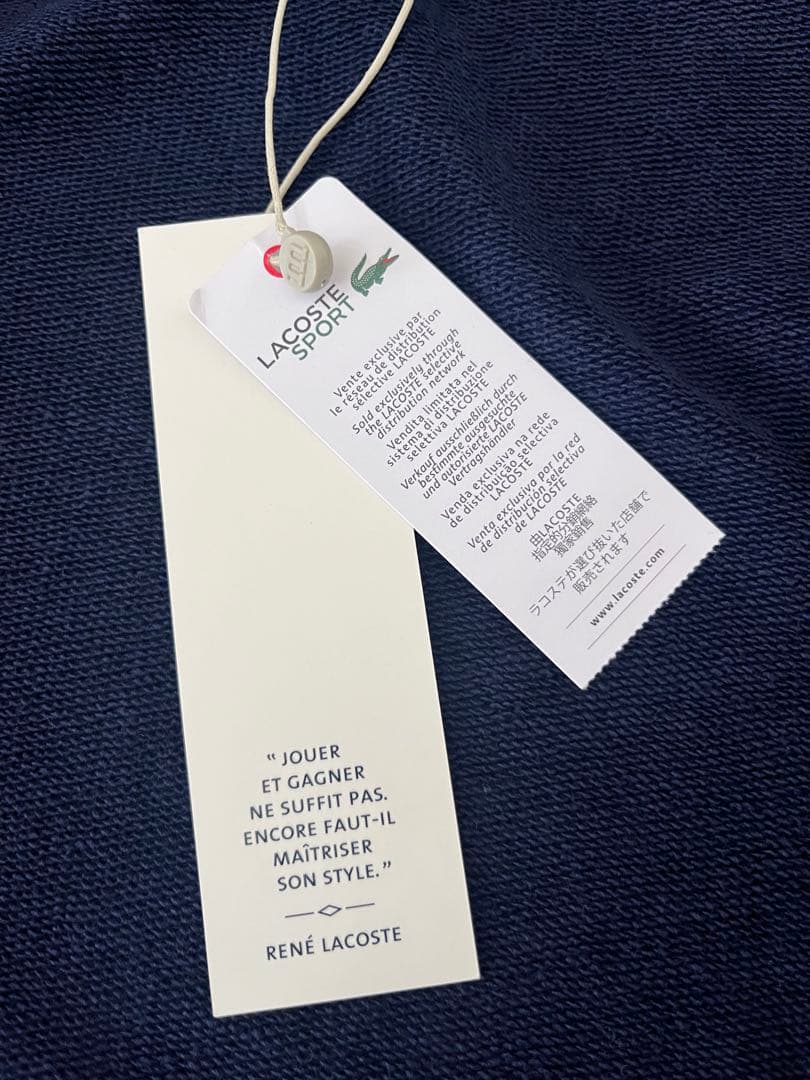 LACOSTE
SPORT
Vente exclusive par
le réseau de distribution
sélective LACOSTE
Sold exclusively through
the LACOSTE selective
distribution network
Vendita limitata nel
sistema di distribuzione
selettiva LACOSTE
Verkauf ausschließlich durch
bestimmte ausgesuchte
und autorisierte LACOSTE
Vertragshändler
Venda exclusiva na rede
de distribuição selectiva
LACOSTE
Venta exclusiva por la red
de distribución selectiva
de LACOSTE
由LACOSTE
指定的分銷網絡
獨家銷售
ラコステが選び抜いた店舗で
販売されます
www.lacoste.com
“ JOUER
ET GAGNER
NE SUFFIT PAS.
ENCORE FAUT-IL
MAÎTRISER
SON STYLE.”
RENÉ LACOSTE